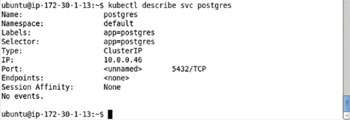 ubuntu@ip-172-30-1-13:~$ kubectl describe svc postgres
Name: postgres
Namespace: default
Labels: app=postgres
Selector: app=postgres
Type: ClusterIP
IP: 10.0.0.46
Port: <unnamed> 5432/TCP
Endpoints: <none>
Session Affinity: None
No events.
ubuntu@ip-172-30-1-13:~$